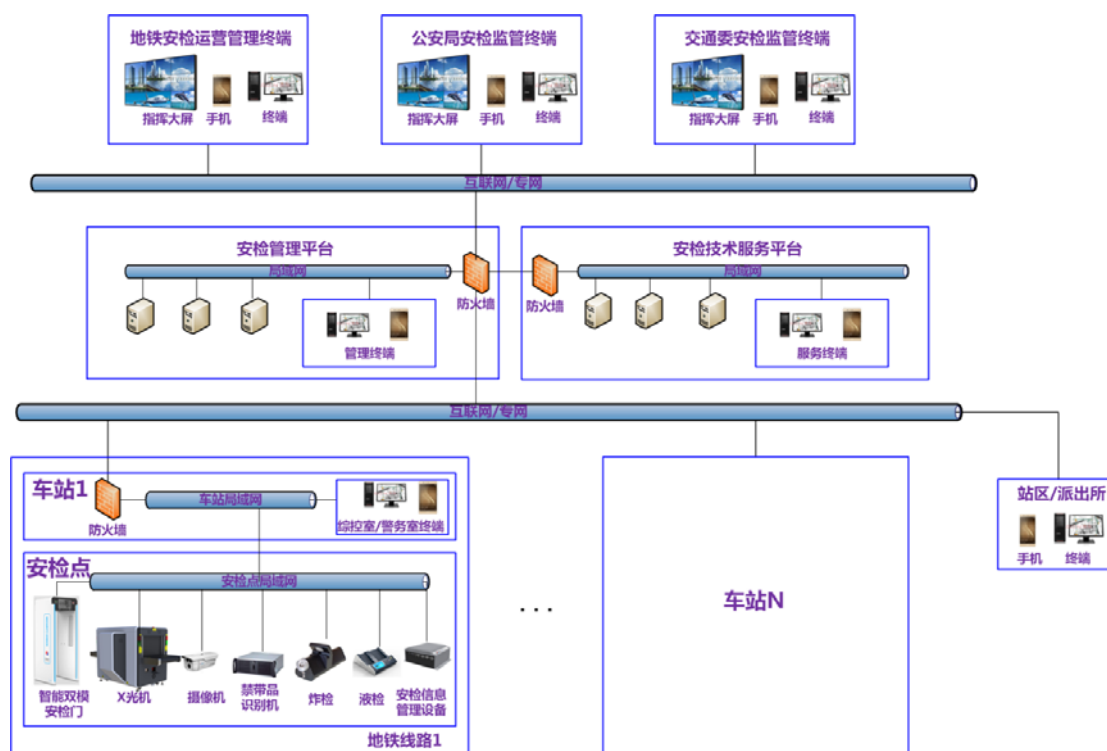 地铁安检运营管理终端
指挥大屏 手机 终端
公安局安检监管终端
指挥大屏 手机 终端
交通委安检监管终端
指挥大屏 手机 终端
互联网/专网
安检管理平台
局域网
防火墙
管理终端
安检技术服务平台
局域网
防火墙
服务终端
互联网/专网
车站1
防火墙
车站局域网
综控室/警务室终端
安检点
安检点局域网
智能双模
安检门
X光机
摄像机
禁带品
识别机
炸检
液检
安检信息
管理设备
地铁线路1
...
车站N
站区/派出所
手机 终端